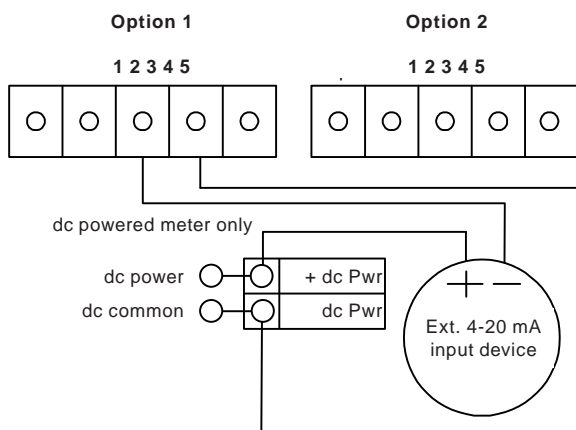 Option 1
Option 2
1 2 3 4 5
1 2 3 4 5
dc powered meter only
dc power
+ dc Pwr
dc common
dc Pwr
+ −
Ext. 4-20 mA
input device